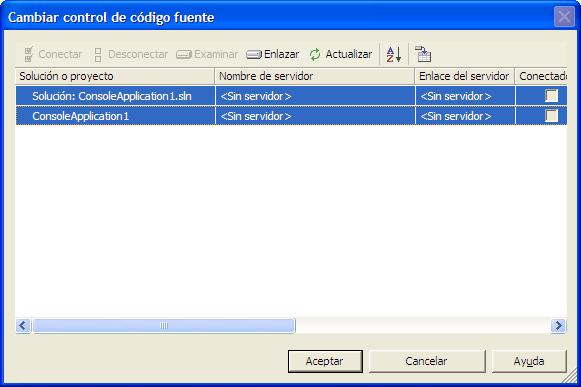 Cambiar control de código fuente
Conectar Desconectar Examinar Enlazar Actualizar A Z
Solución o proyecto Nombre de servidor Enlace del servidor Conectado
Solución: ConsoleApplication1.sln <Sin servidor> <Sin servidor>
ConsoleApplication1 <Sin servidor> <Sin servidor>
Aceptar Cancelar Ayuda